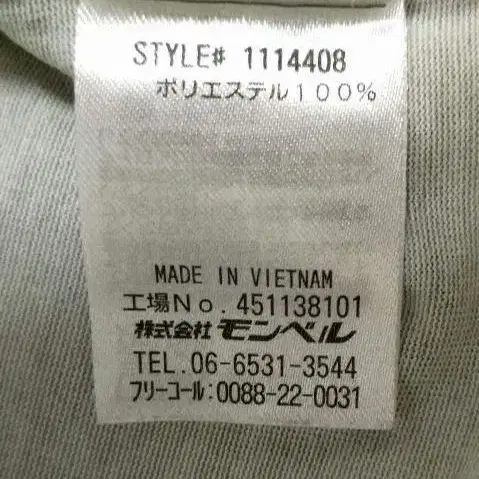 STYLE# 1114408
ポリエステル100%
MADE IN VIETNAM
工場No.451138101
株式会社 モンベル
TEL.06-6531-3544
フリーコール:0088-22-0031